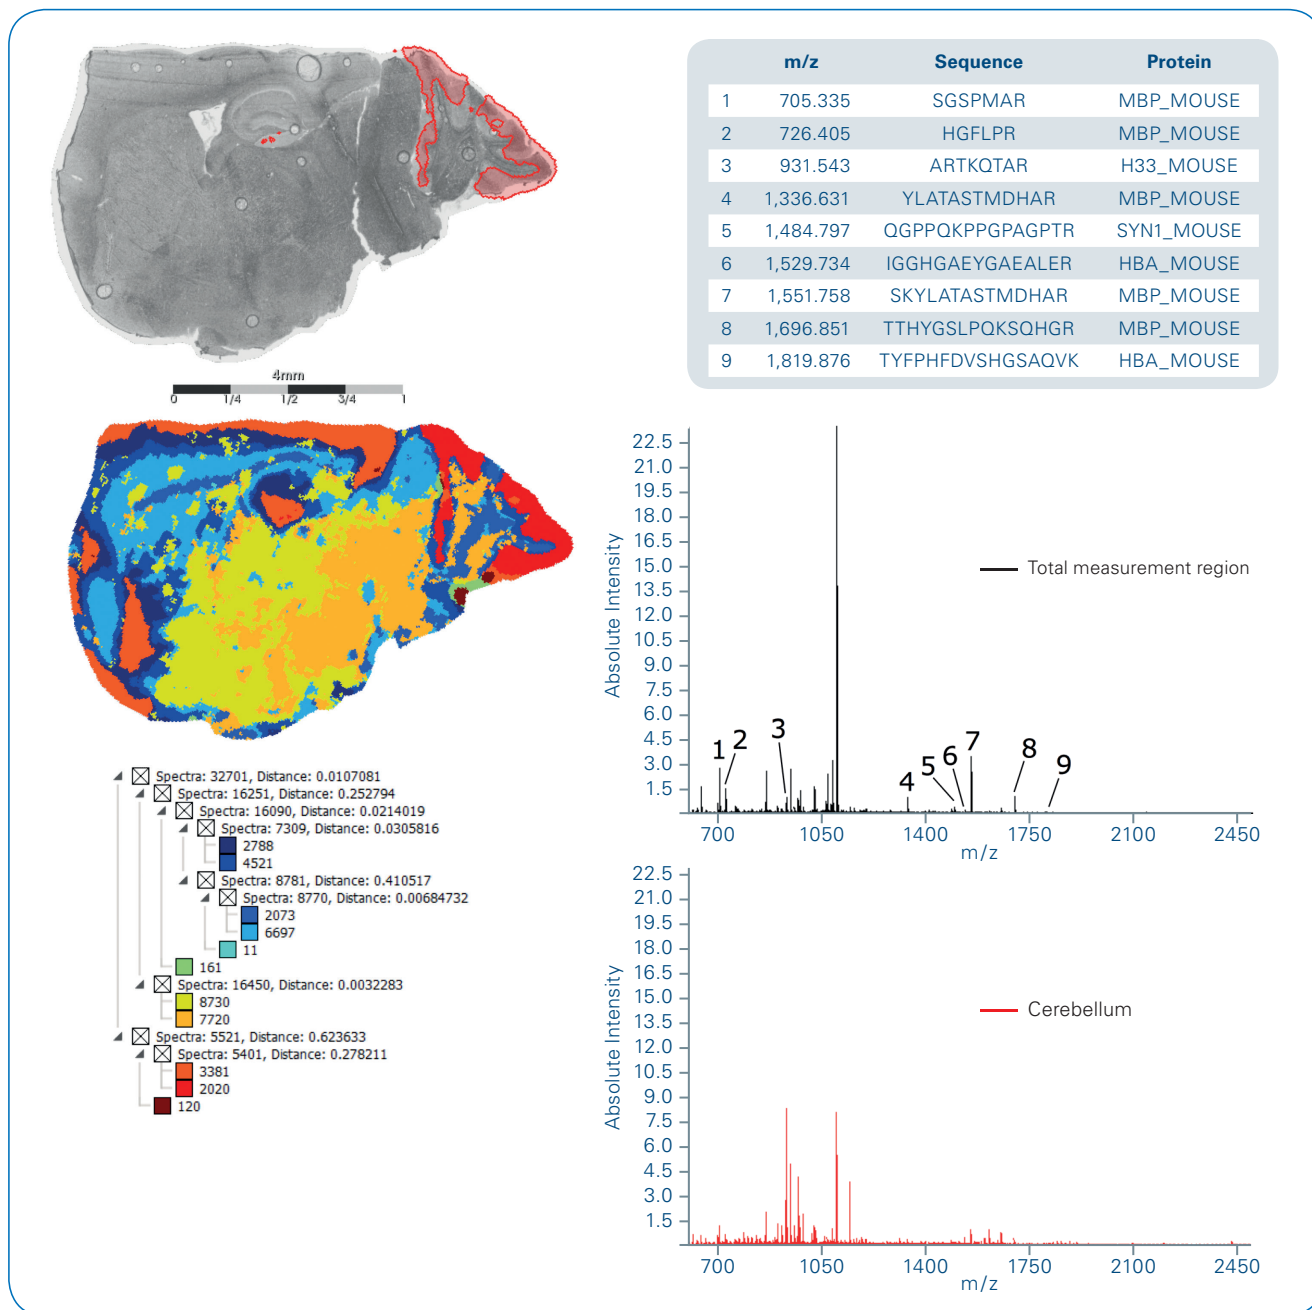 4mm
0 1/4 1/2 3/4 1
m/z Sequence Protein
1 705.335 SGSPMAR MBP_MOUSE
2 726.405 HGFLPR MBP_MOUSE
3 931.543 ARTKQTAR H33_MOUSE
4 1,336.631 YLATASTMDHAR MBP_MOUSE
5 1,484.797 QGPPQKPPGPAGPTR SYN1_MOUSE
6 1,529.734 IGGHGAEYGAEALER HBA_MOUSE
7 1,551.758 SKYLATASTMDHAR MBP_MOUSE
8 1,696.851 TTHYGSLPQKSQHGR MBP_MOUSE
9 1,819.876 TYFPHFDVSHGSAQVK HBA_MOUSE
Spectra: 32701, Distance: 0.0107081
Spectra: 16251, Distance: 0.252794
Spectra: 16090, Distance: 0.0214019
Spectra: 7309, Distance: 0.0305816
2788
4521
Spectra: 8781, Distance: 0.410517
Spectra: 8770, Distance: 0.00684732
2073
6697
11
161
Spectra: 16450, Distance: 0.0032283
8730
7720
Spectra: 5521, Distance: 0.623633
Spectra: 5401, Distance: 0.278211
3381
2020
120
Absolute Intensity
22.5
21.0
19.5
18.0
16.5
15.0
13.5
12.0
10.5
9.0
7.5
6.0
4.5
3.0
1.5
Total measurement region
1 2 3 4 5 6 7 8 9
700 1050 1400 1750 2100 2450
m/z
Absolute Intensity
22.5
21.0
19.5
18.0
16.5
15.0
13.5
12.0
10.5
9.0
7.5
6.0
4.5
3.0
1.5
Cerebellum
700 1050 1400 1750 2100 2450
m/z